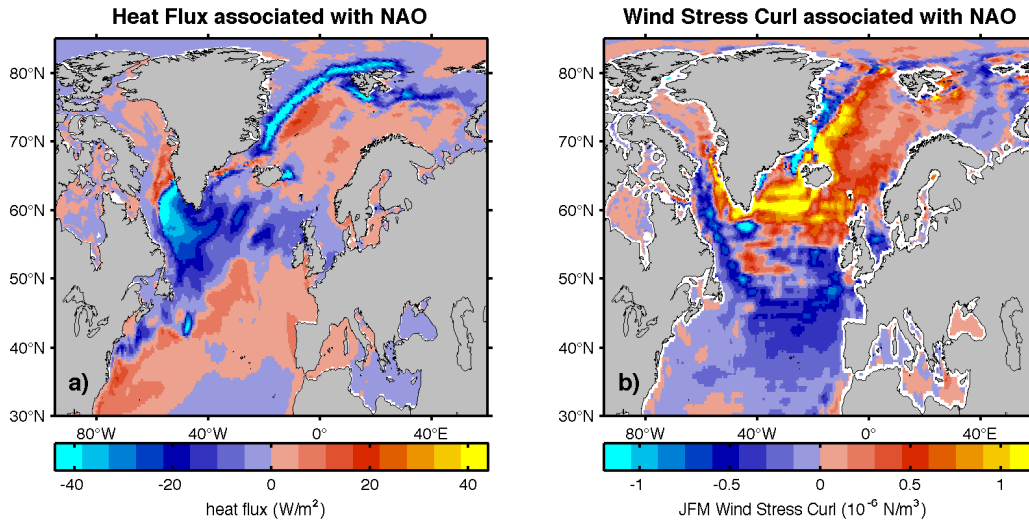 Heat Flux associated with NAO
80°N
70°N
60°N
50°N
40°N
30°N
a)
80°W
40°W
0°
40°E
-40
-20
0
20
40
heat flux (W/m²)
Wind Stress Curl associated with NAO
80°N
70°N
60°N
50°N
40°N
30°N
b)
80°W
40°W
0°
40°E
-1
-0.5
0
0.5
1
JFM Wind Stress Curl (10⁻⁶ N/m³)